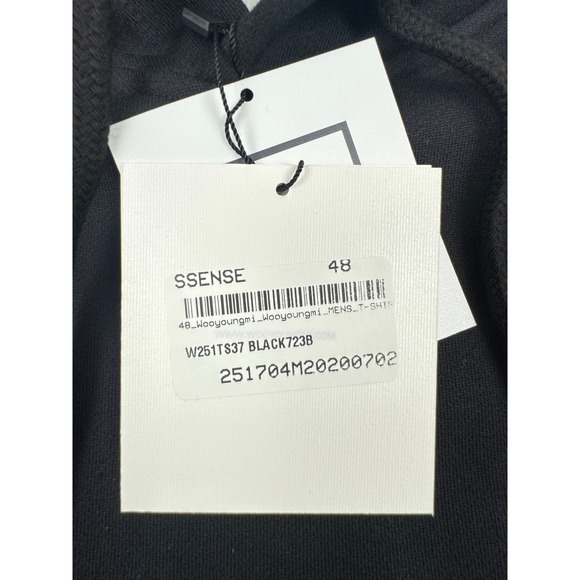 SSENSE 48
48_Wooyoungmi_Wooyoungmi_MENS_T-SHIR
W251TS37 BLACK723B
251704M20200702